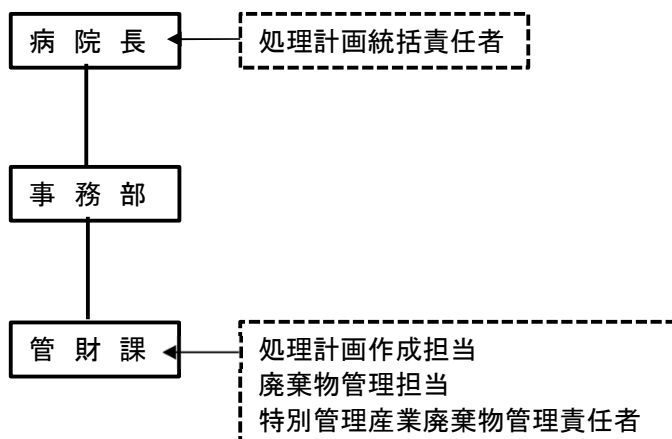 病 院 長
処理計画統括責任者
事 務 部
管 財 課
処理計画作成担当
廃棄物管理担当
特別管理産業廃棄物管理責任者